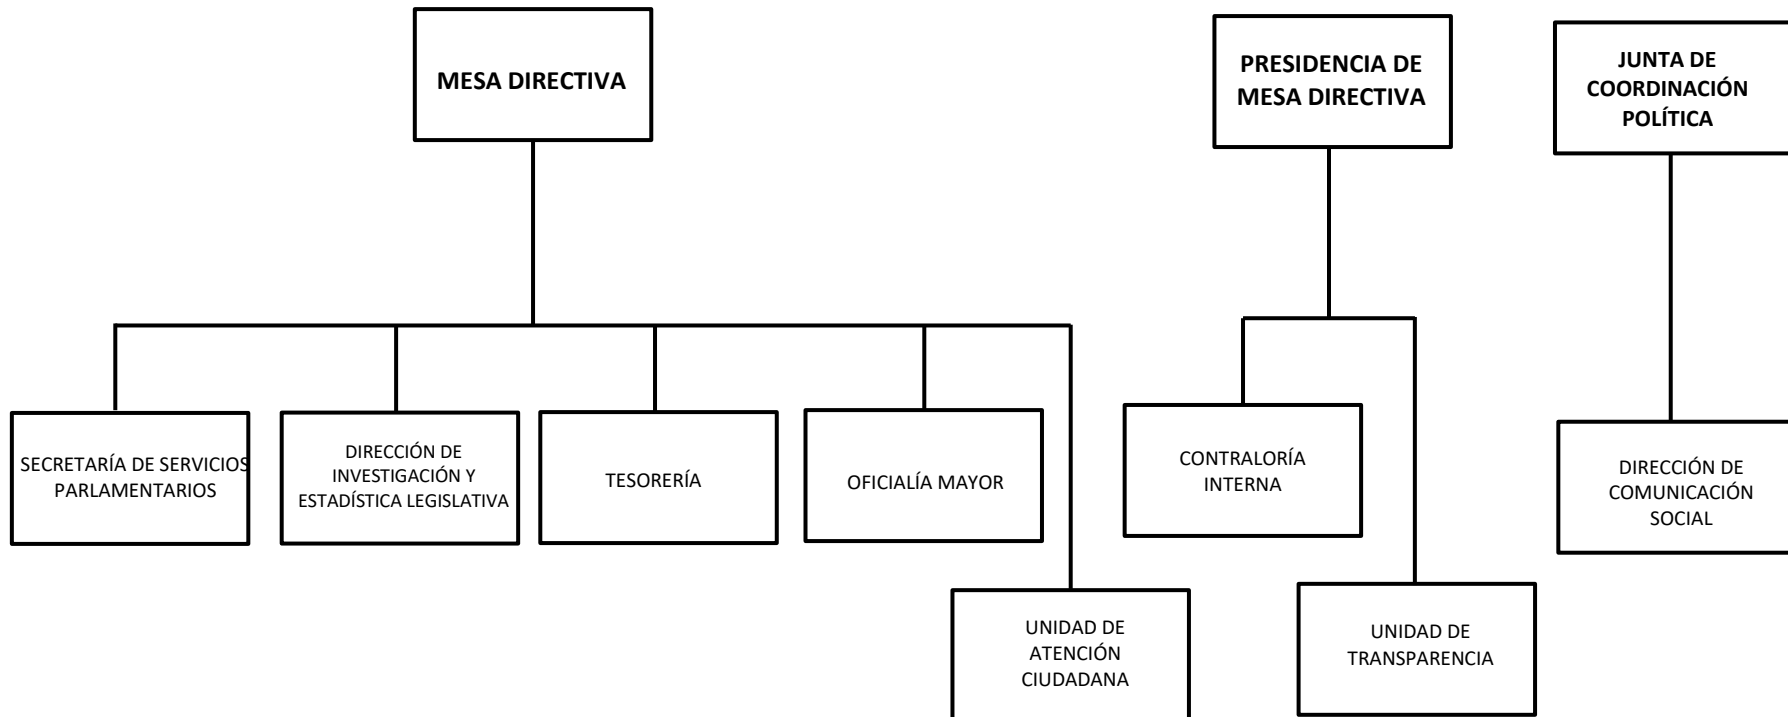 MESA DIRECTIVA
PRESIDENCIA DE
MESA DIRECTIVA
JUNTA DE
COORDINACIÓN
POLÍTICA
SECRETARÍA DE SERVICIOS
PARLAMENTARIOS
DIRECCIÓN DE
INVESTIGACIÓN Y
ESTADÍSTICA LEGISLATIVA
TESORERÍA
OFICIALÍA MAYOR
CONTRALORÍA
INTERNA
DIRECCIÓN DE
COMUNICACIÓN
SOCIAL
UNIDAD DE
ATENCIÓN
CIUDADANA
UNIDAD DE
TRANSPARENCIA